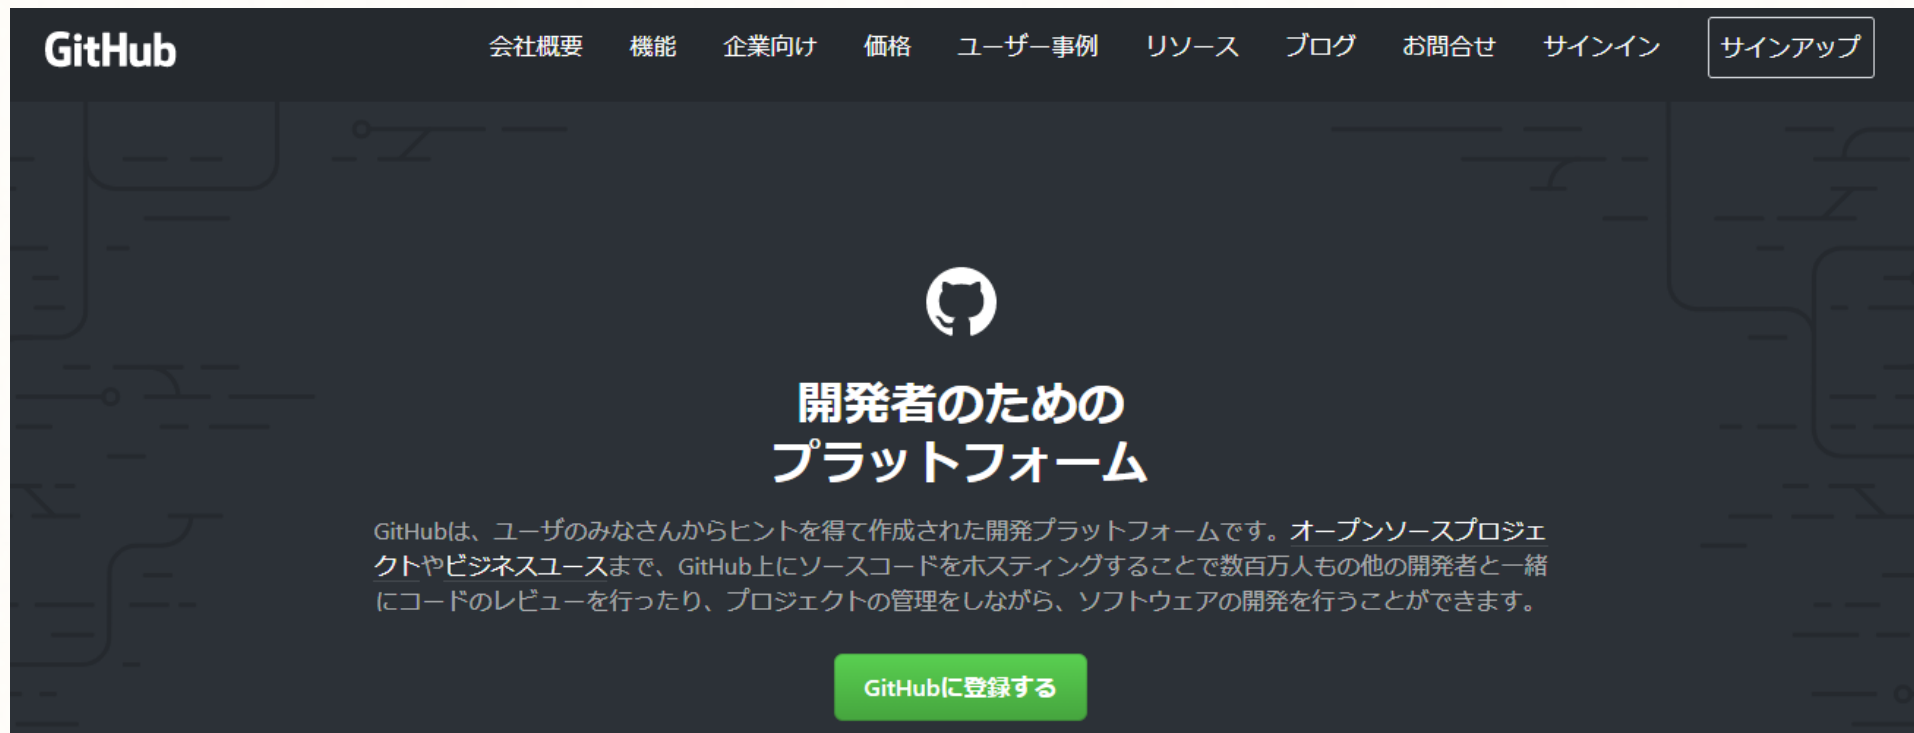 GitHub 会社概要 機能 企業向け 価格 ユーザー事例 リソース ブログ お問合せ サインイン サインアップ
開発者のための
プラットフォーム
GitHubは、ユーザのみなさんからヒントを得て作成された開発プラットフォームです。オープンソースプロジェ
クトやビジネスユースまで、GitHub上にソースコードをホスティングすることで数百万人もの他の開発者と一緒
にコードのレビューを行ったり、プロジェクトの管理をしながら、ソフトウェアの開発を行うことができます。
GitHubに登録する